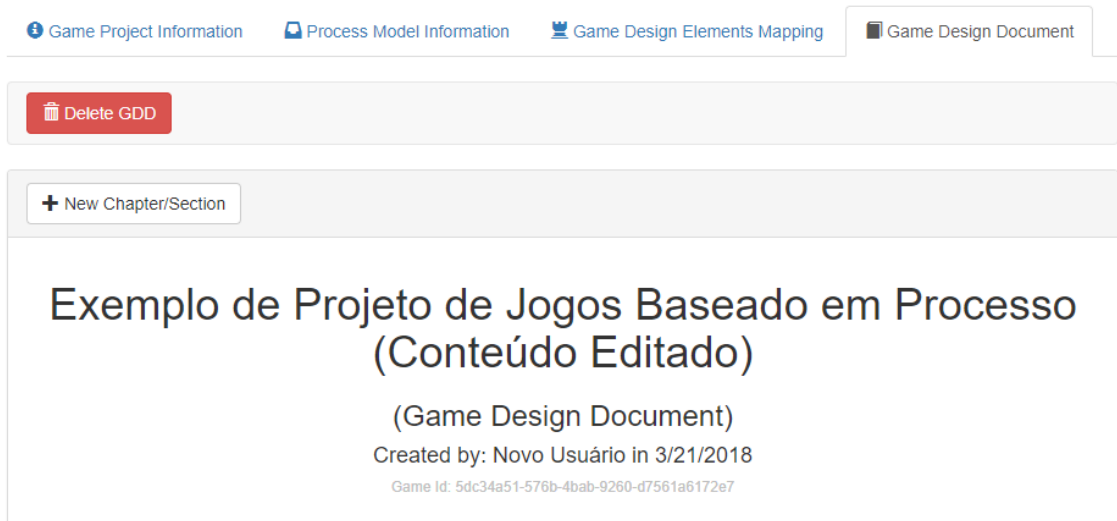 Game Project Information
Process Model Information
Game Design Elements Mapping
Game Design Document
Delete GDD
New Chapter/Section
Exemplo de Projeto de Jogos Baseado em Processo
(Conteúdo Editado)
(Game Design Document)
Created by: Novo Usuário in 3/21/2018
Game Id: 5dc34a51-576b-4bab-9260-d7561a6172e7